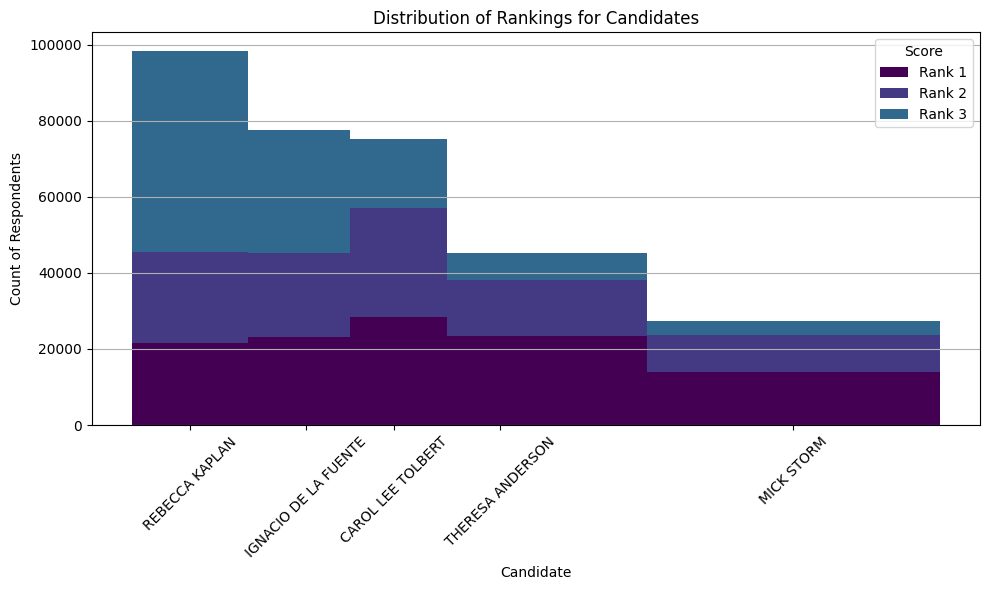 Distribution of Rankings for Candidates
Score
Rank 1
Rank 2
Rank 3
Count of Respondents
100000
80000
60000
40000
20000
0
REBECCA KAPLAN
IGNACIO DE LA FUENTE
CAROL LEE TOLBERT
THERESA ANDERSON
MICK STORM
Candidate